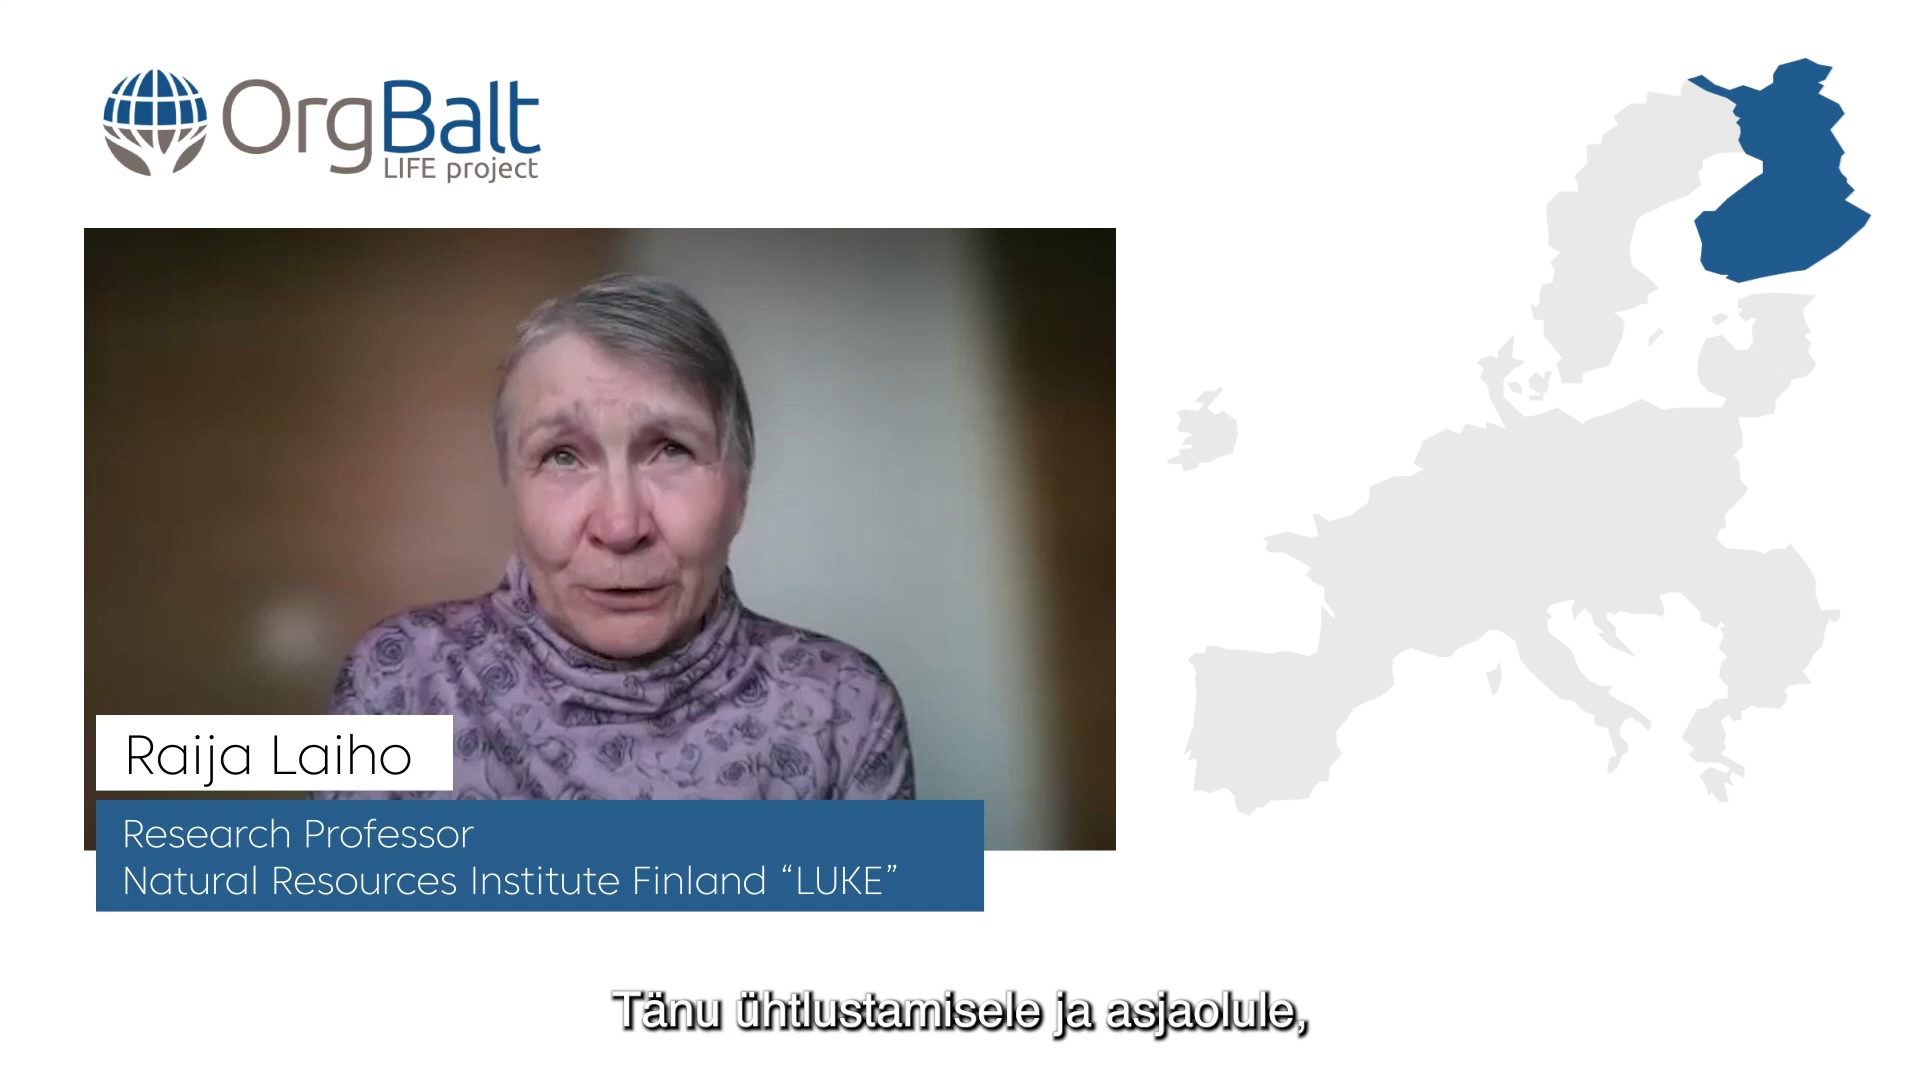 OrgBalt
LIFE project
Raija Laiho
Research Professor
Natural Resources Institute Finland “LUKE”
Tänu ühtlustamisele ja asjaolule,